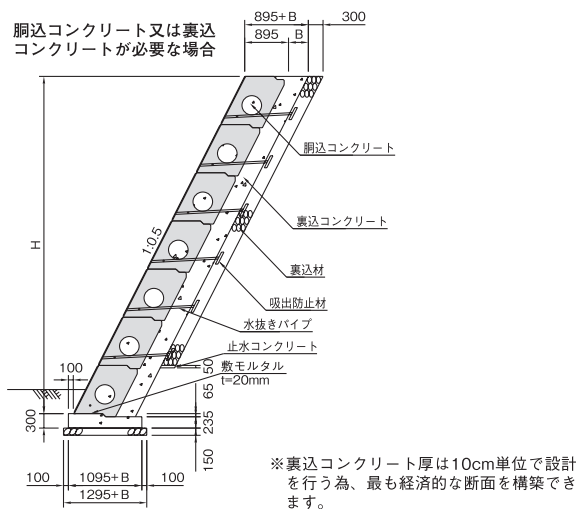 胴込コンクリート又は裏込
コンクリートが必要な場合
895+B
300
895
B
胴込コンクリート
裏込コンクリート
裏込材
吸出防止材
水抜きパイプ
止水コンクリート
敷モルタル
t=20mm
1:0.5
H
100
300
50
65
235
150
100
1095+B
100
1295+B
※裏込コンクリート厚は10cm単位で設計
を行う為、最も経済的な断面を構築でき
ます。